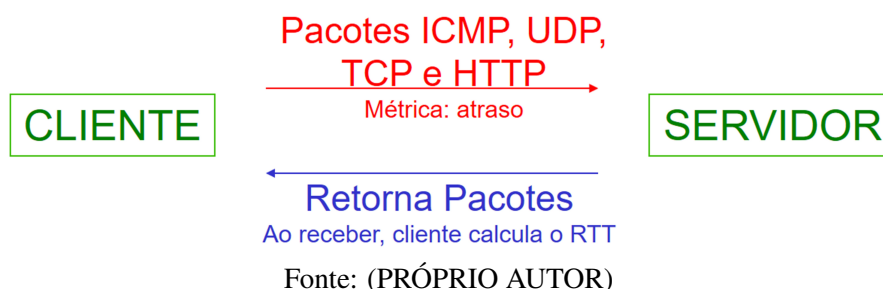 Pacotes ICMP, UDP,
TCP e HTTP
Métrica: atraso
CLIENTE
SERVIDOR
Retorna Pacotes
Ao receber, cliente calcula o RTT
Fonte: (PRÓPRIO AUTOR)